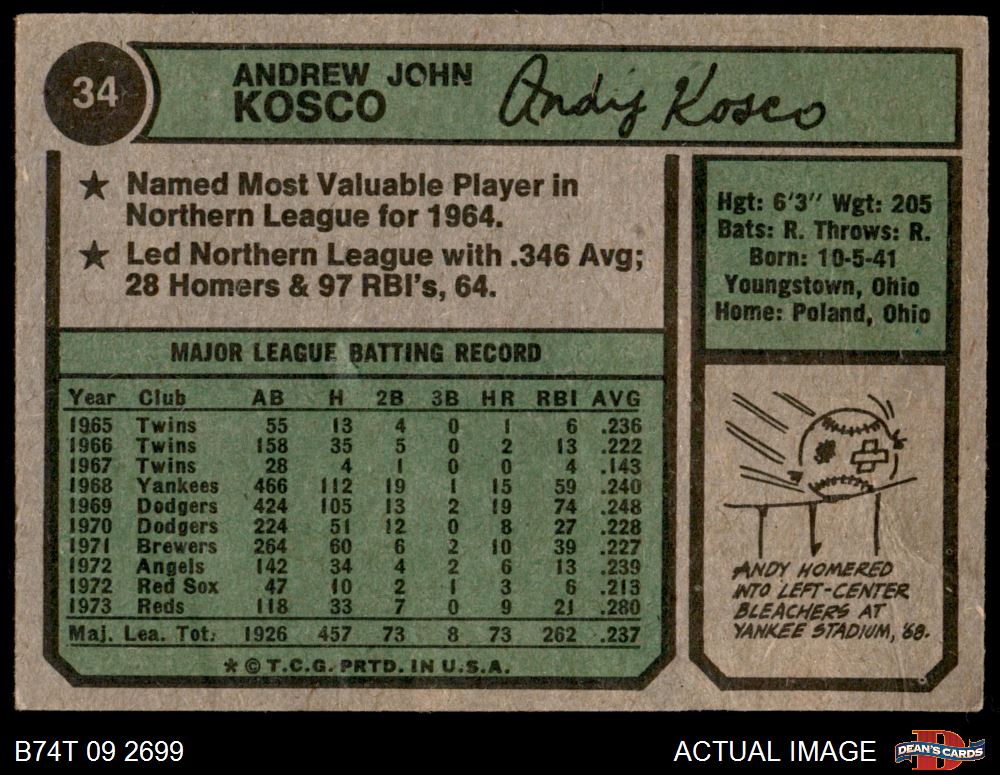 34
ANDREW JOHN
KOSCO
Andy Kosco
★ Named Most Valuable Player in
Northern League for 1964.
★ Led Northern League with .346 Avg;
28 Homers & 97 RBI's, 64.
Hgt: 6'3" Wgt: 205
Bats: R. Throws: R.
Born: 10-5-41
Youngstown, Ohio
Home: Poland, Ohio
MAJOR LEAGUE BATTING RECORD
Year Club AB H 2B 3B HR RBI AVG
1965 Twins 55 13 4 0 1 6 .236
1966 Twins 158 35 5 0 2 13 .222
1967 Twins 28 4 1 0 0 4 .143
1968 Yankees 466 112 19 1 15 59 .240
1969 Dodgers 424 105 13 2 19 74 .248
1970 Dodgers 224 51 12 0 8 27 .228
1971 Brewers 264 60 6 2 10 39 .227
1972 Angels 142 34 4 2 6 13 .239
1972 Red Sox 47 10 2 1 3 6 .213
1973 Reds 118 33 7 0 9 21 .280
Maj. Lea. Tot. 1926 457 73 8 73 262 .237
* © T.C.G. PRTD. IN U.S.A.
ANDY HOMERED
INTO LEFT-CENTER
BLEACHERS AT
YANKEE STADIUM, '68.
B74T 09 2699
ACTUAL IMAGE
B
DEAN'S CARDS